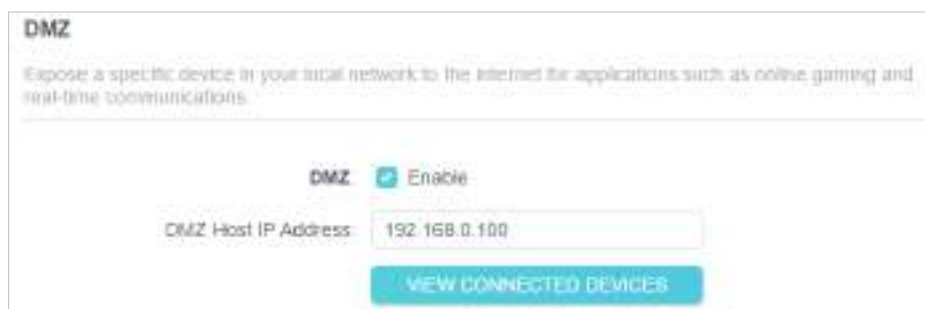 DMZ
Expose a specific device in your local network to the internet for applications such as online gaming and
real-time communications.
DMZ
Enable
DMZ Host IP Address:
192.168.0.100
VIEW CONNECTED DEVICES